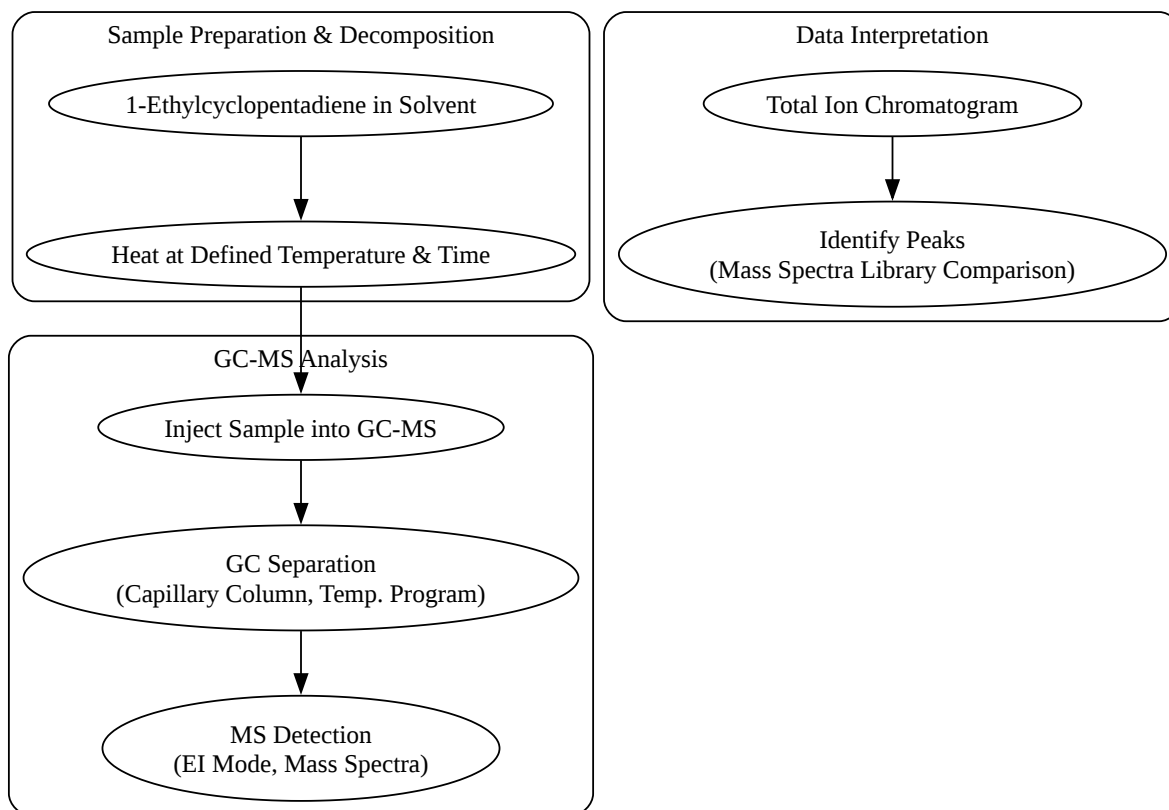 Sample Preparation & Decomposition
1-Ethylcyclopentadiene in Solvent
Heat at Defined Temperature & Time
GC-MS Analysis
Inject Sample into GC-MS
GC Separation
(Capillary Column, Temp. Program)
MS Detection
(EI Mode, Mass Spectra)
Data Interpretation
Total Ion Chromatogram
Identify Peaks
(Mass Spectra Library Comparison)